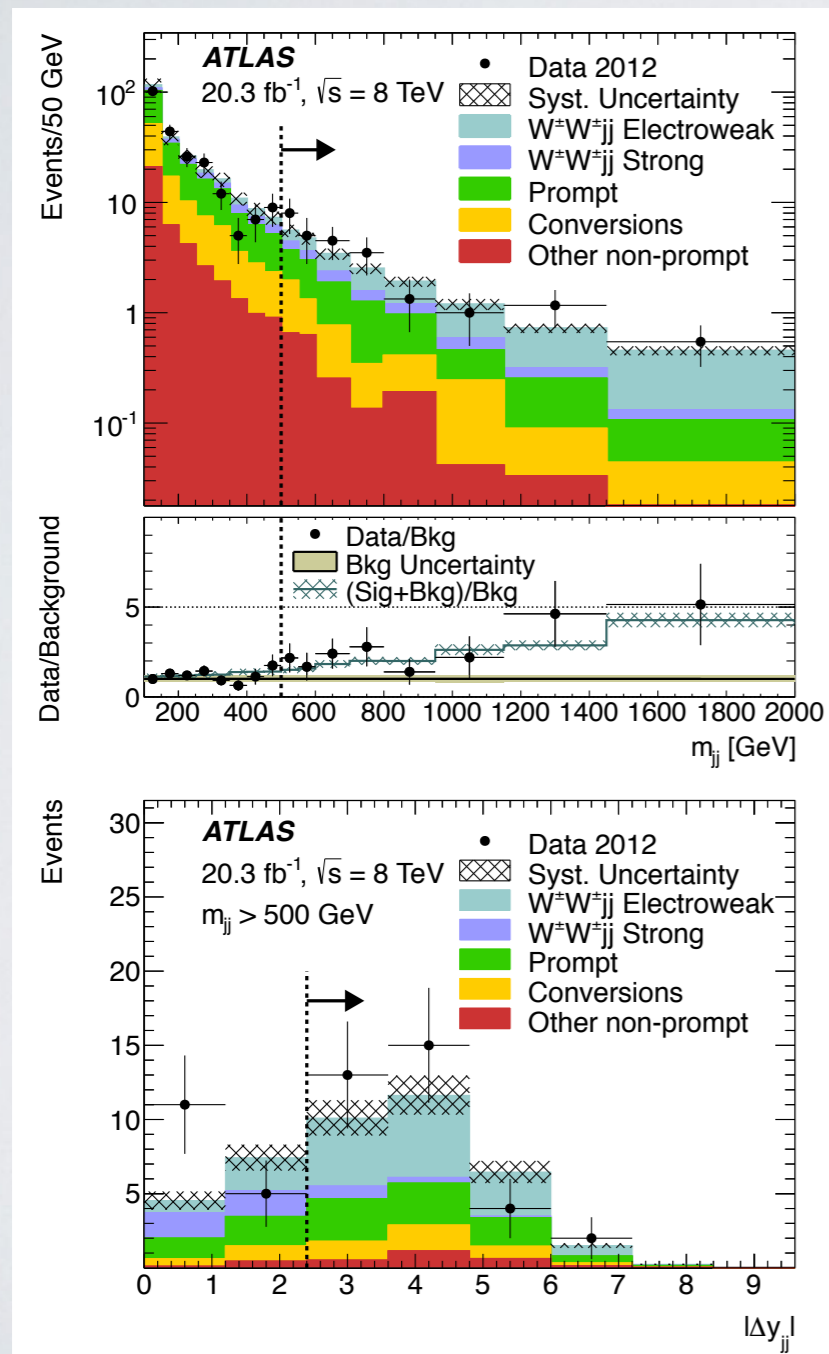 ATLAS
20.3 fb⁻¹, √s = 8 TeV
Data 2012
Syst. Uncertainty
W±W±jj Electroweak
W±W±jj Strong
Prompt
Conversions
Other non-prompt
Events/50 GeV
10²
10
1
10⁻¹
Data/Bkg
Bkg Uncertainty
(Sig+Bkg)/Bkg
Data/Background
5
0
200 400 600 800 1000 1200 1400 1600 1800 2000
m_jj [GeV]
ATLAS
20.3 fb⁻¹, √s = 8 TeV
m_jj > 500 GeV
Data 2012
Syst. Uncertainty
W±W±jj Electroweak
W±W±jj Strong
Prompt
Conversions
Other non-prompt
Events
30
25
20
15
10
5
0 1 2 3 4 5 6 7 8 9
|Δy_jj|